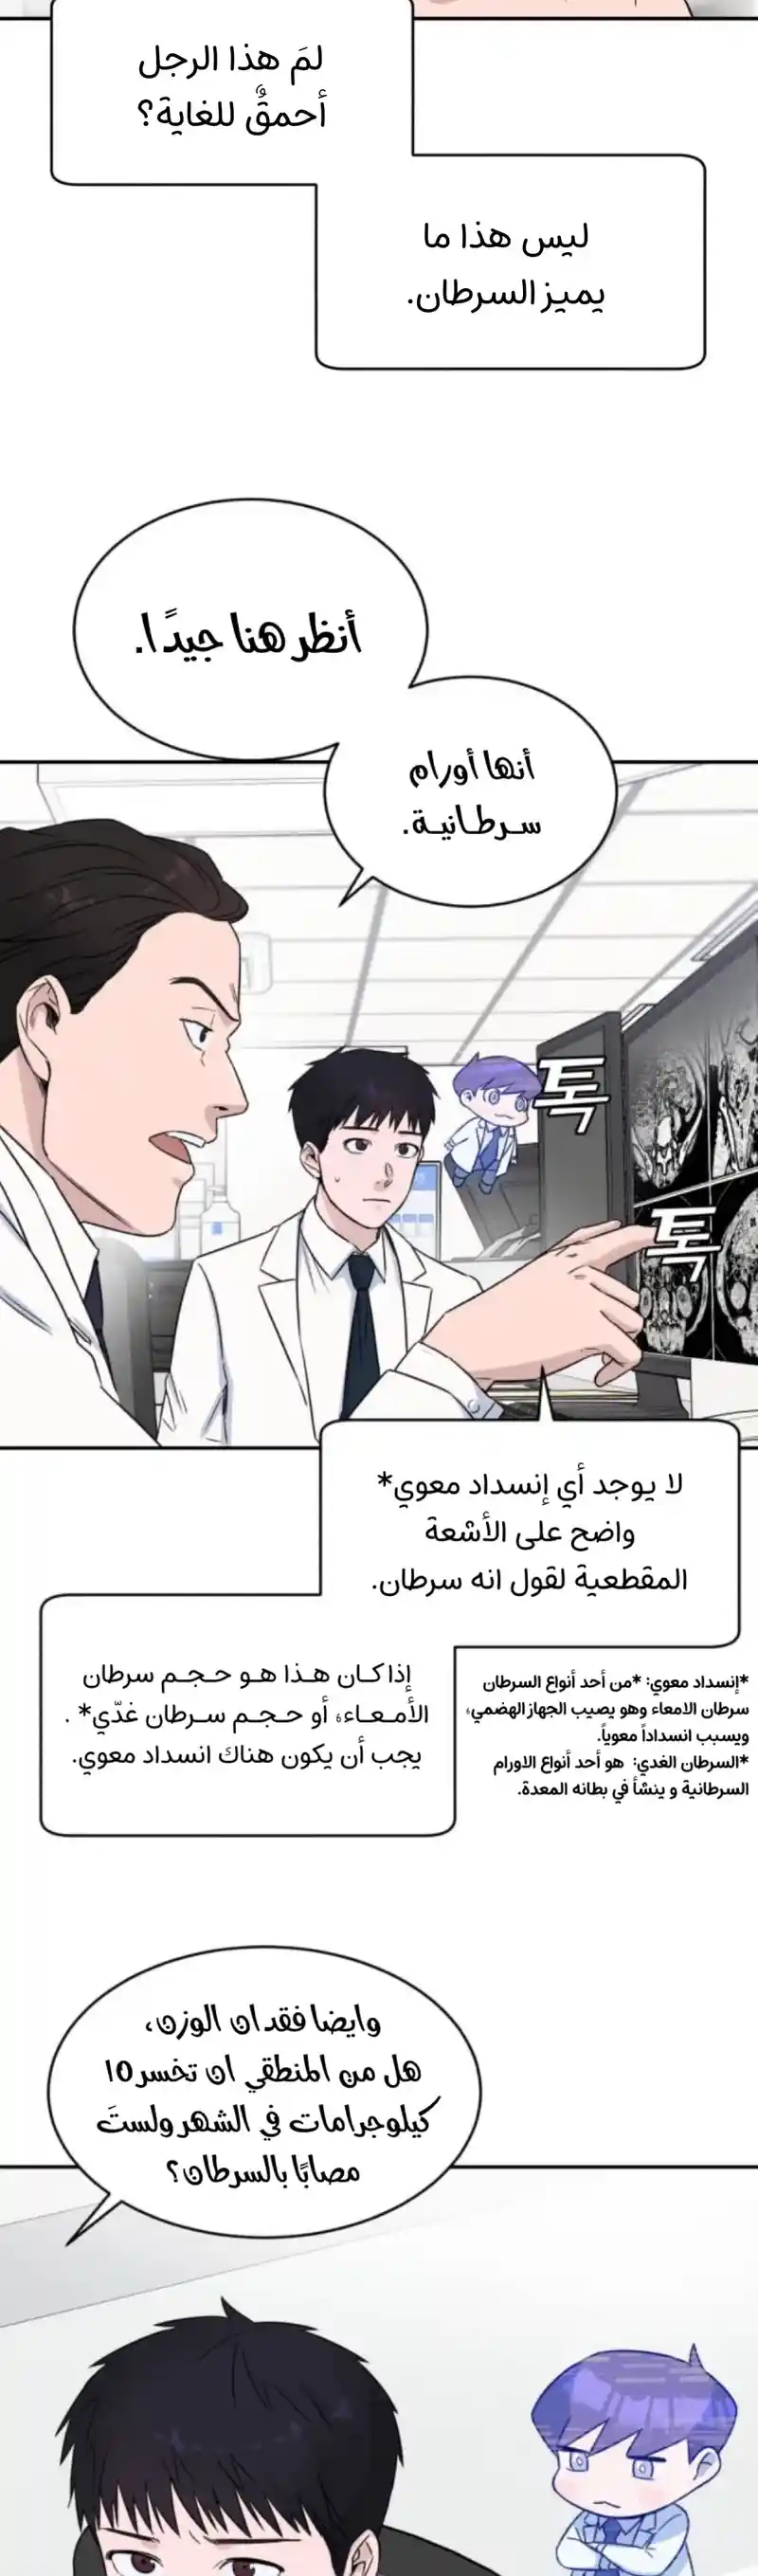 لمَ هذا الرجل
أحمقٌ للغاية؟
ليس هذا ما
يميز السرطان.
أنظر هنا جيدًا.
أنها أورام
سرطانية.
톡
톡
لا يوجد أي إنسداد معوي*
واضح على الأشعة
المقطعية لقول انه سرطان.
إذا كان هذا هو حجم سرطان
الأمعاء، أو حجم سرطان غدّي* .
يجب أن يكون هناك انسداد معوي.
*إنسداد معوي: *من أحد أنواع السرطان
سرطان الامعاء وهو يصيب الجهاز الهضمي،
ويسبب انسداداً معوياً.
*السرطان الغدي: هو أحد أنواع الاورام
السرطانية و ينشأ في بطانه المعدة.
وايضا فقدان الوزن،
هل من المنطقي ان تخسر 10
كيلوجرامات في الشهر ولستَ
مصابًا بالسرطان؟